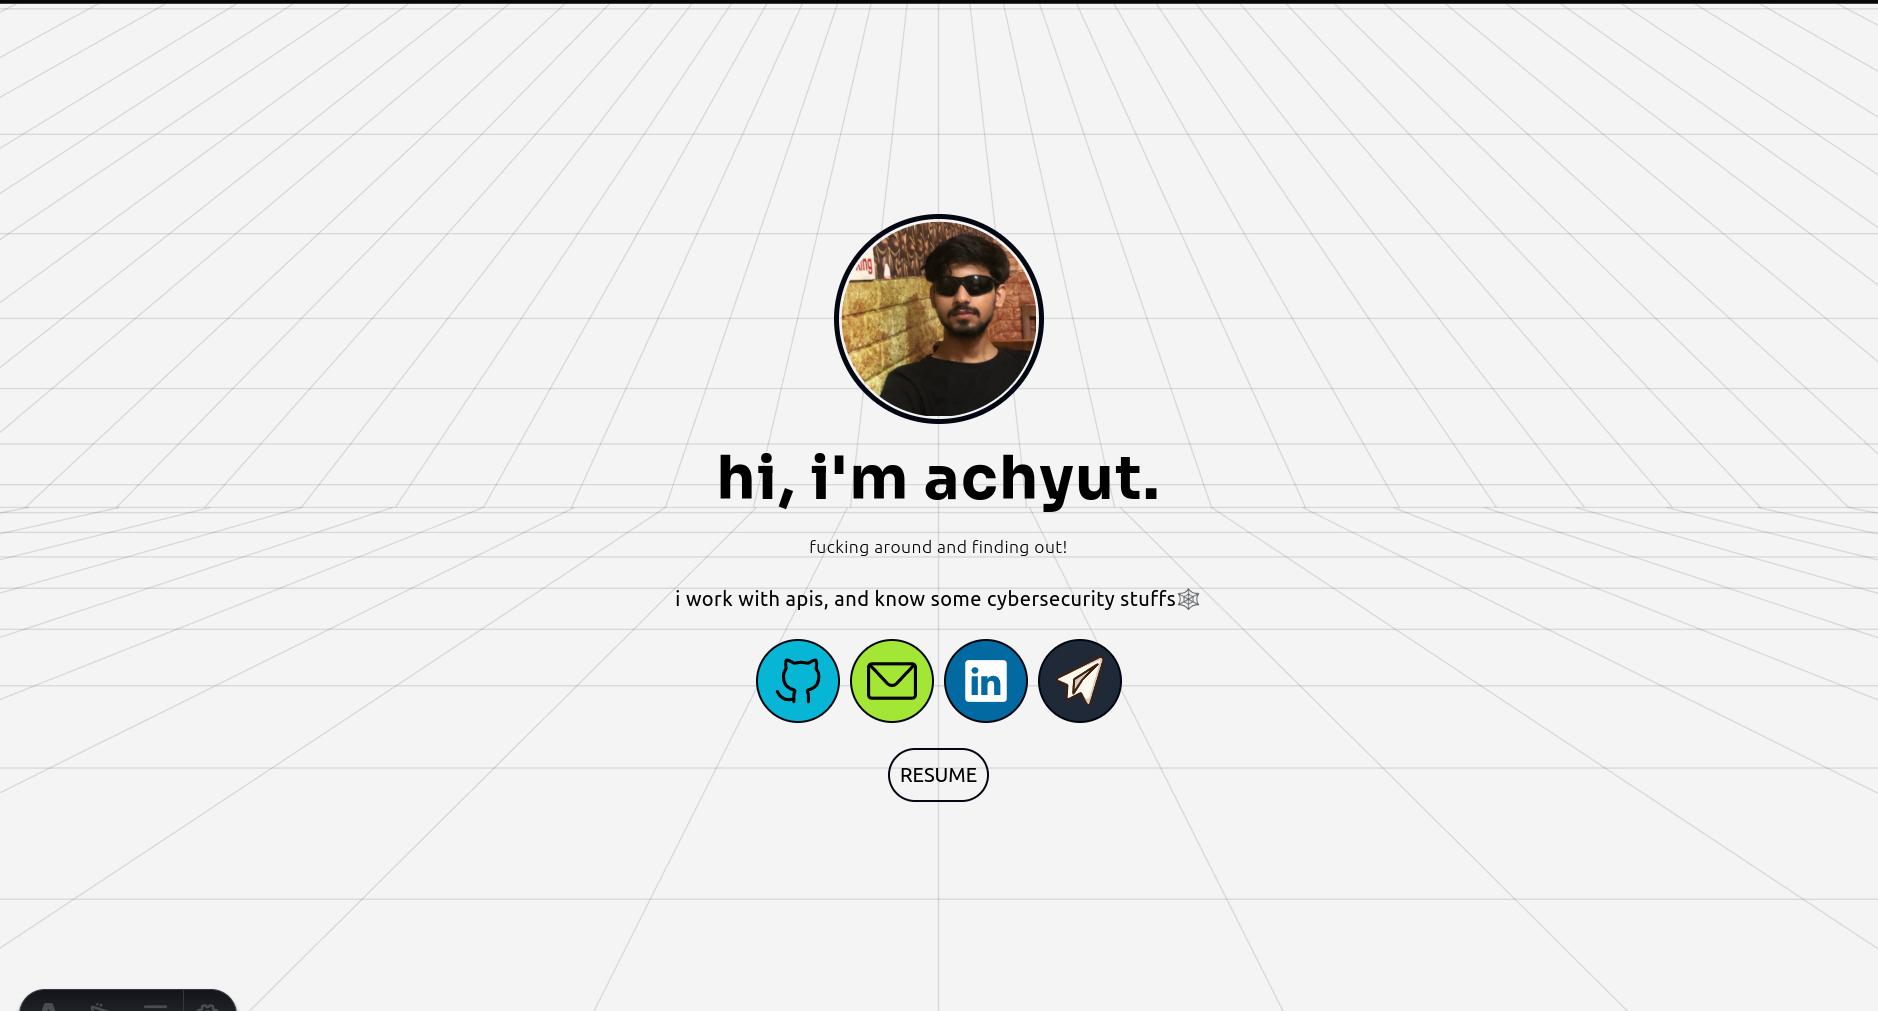 hi, i'm achyut.
fucking around and finding out!
i work with apis, and know some cybersecurity stuffs🕸
in
RESUME